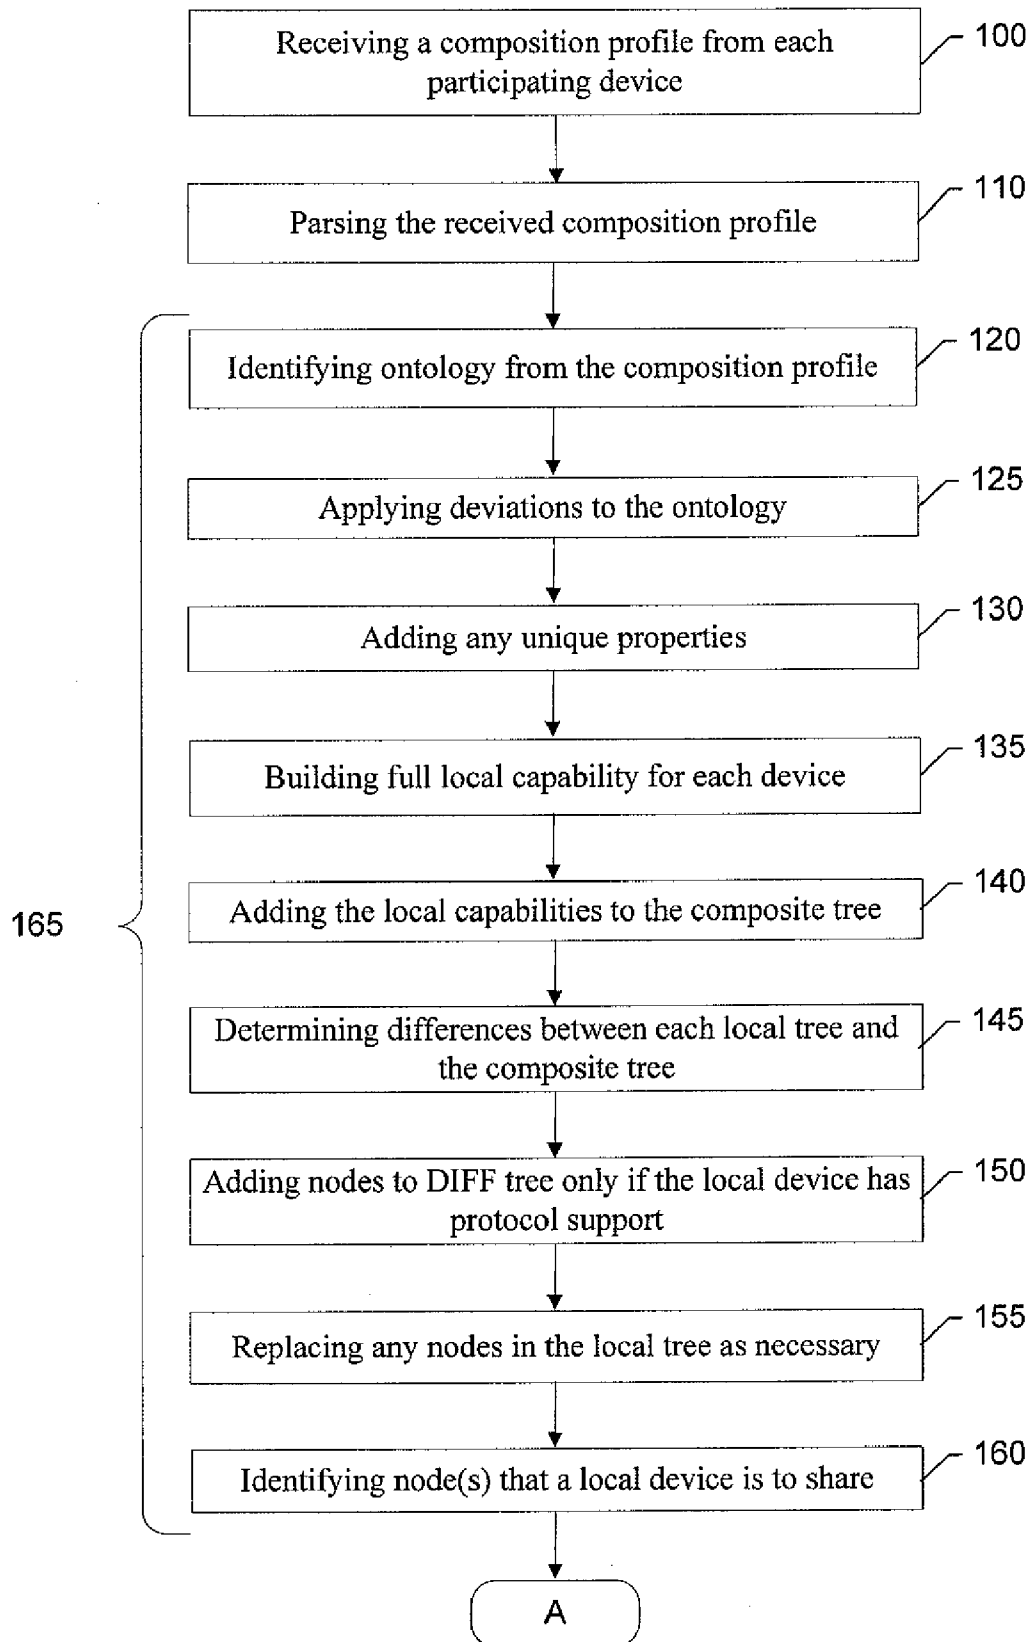 Receiving a composition profile from each
participating device
100
Parsing the received composition profile
110
Identifying ontology from the composition profile
120
Applying deviations to the ontology
125
Adding any unique properties
130
Building full local capability for each device
135
Adding the local capabilities to the composite tree
140
165
Determining differences between each local tree and
the composite tree
145
Adding nodes to DIFF tree only if the local device has
protocol support
150
Replacing any nodes in the local tree as necessary
155
Identifying node(s) that a local device is to share
160
A